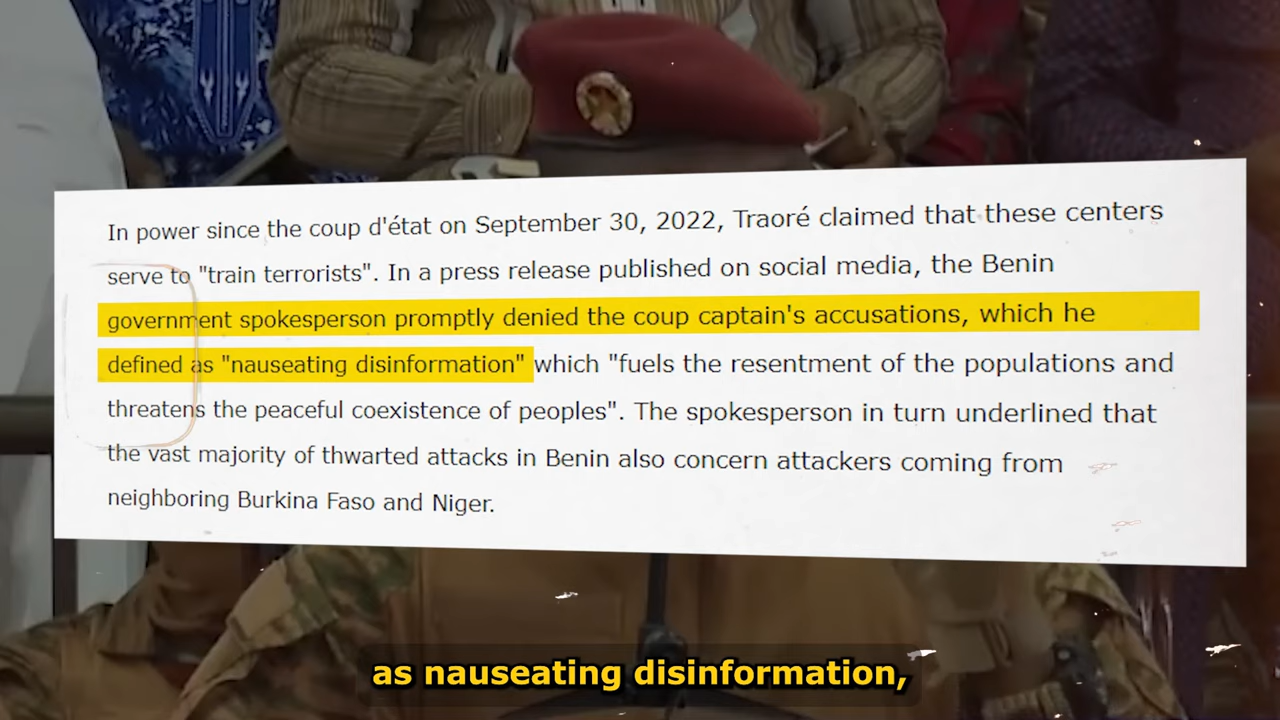 In power since the coup d'état on September 30, 2022, Traoré claimed that these centers
serve to "train terrorists". In a press release published on social media, the Benin
government spokesperson promptly denied the coup captain's accusations, which he
defined as "nauseating disinformation" which "fuels the resentment of the populations and
threatens the peaceful coexistence of peoples". The spokesperson in turn underlined that
the vast majority of thwarted attacks in Benin also concern attackers coming from
neighboring Burkina Faso and Niger.
as nauseating disinformation,